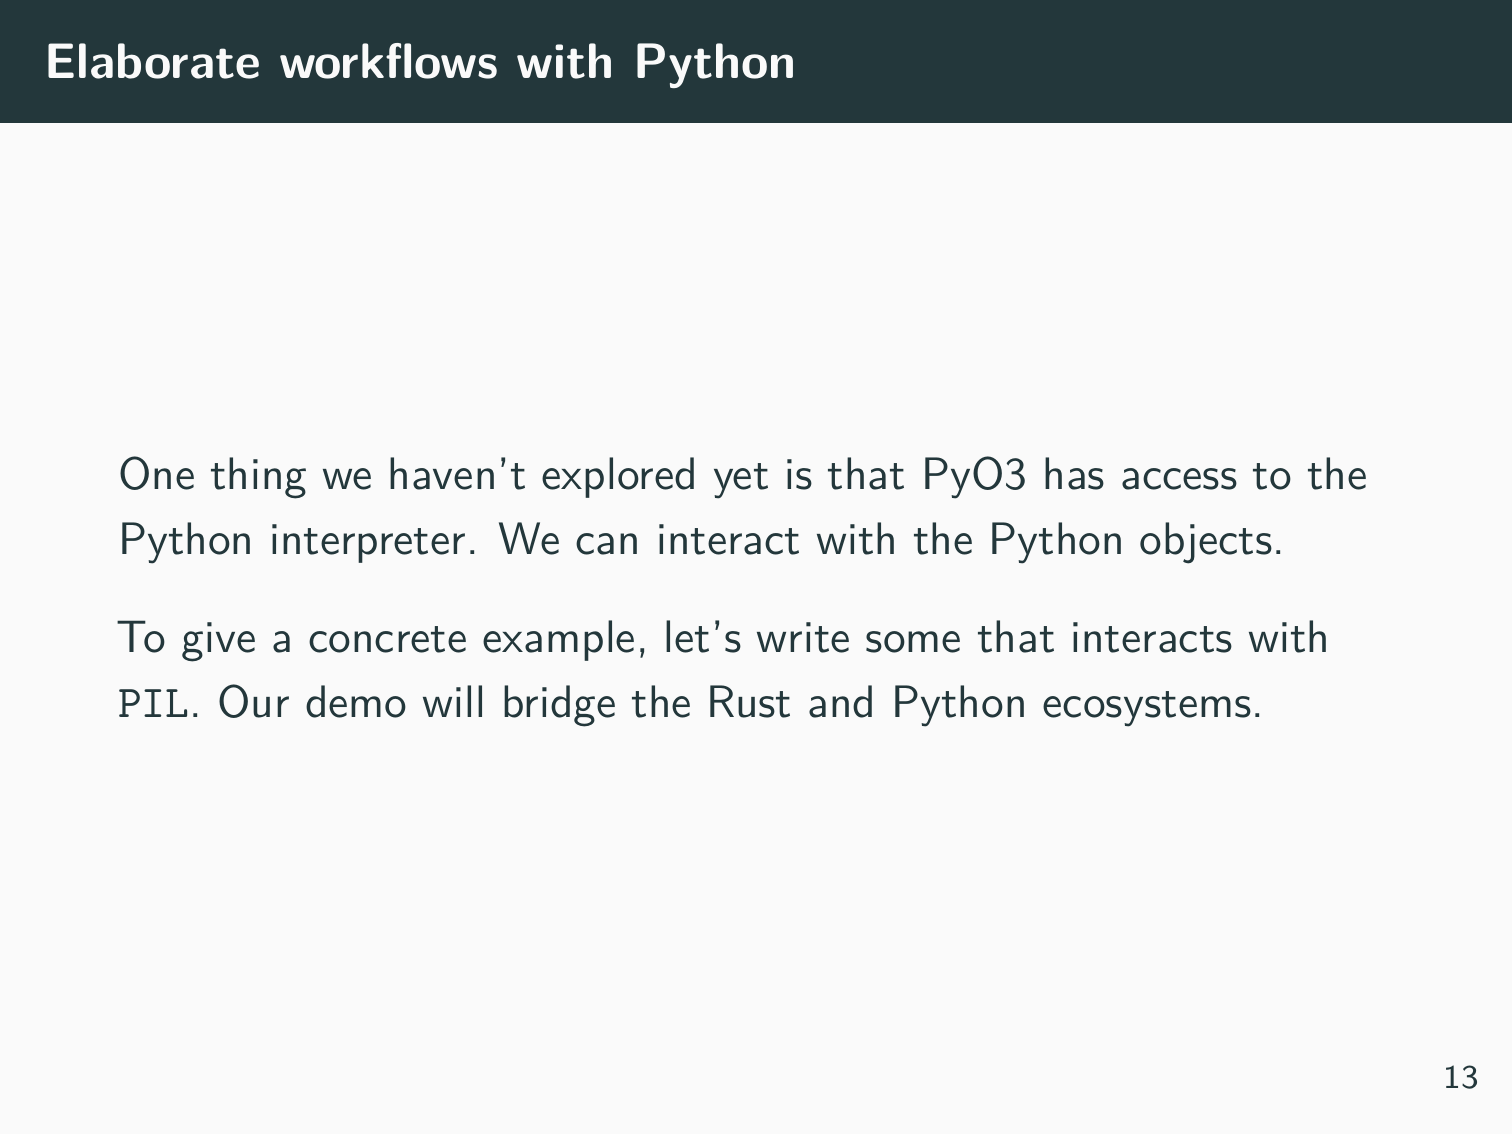 Elaborate workflows with Python
One thing we haven't explored yet is that PyO3 has access to the
Python interpreter. We can interact with the Python objects.
To give a concrete example, let's write some that interacts with
PIL. Our demo will bridge the Rust and Python ecosystems.
13